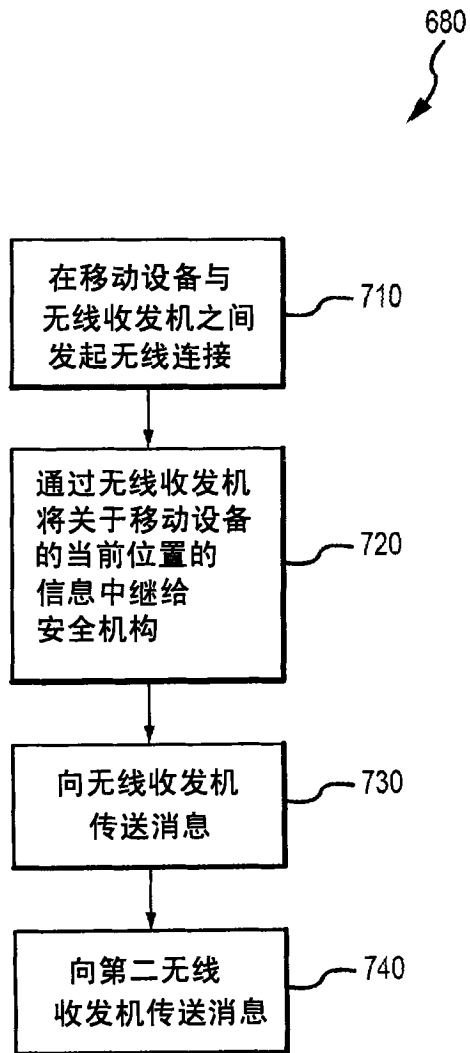 680
在移动设备与
无线收发机之间
发起无线连接
710
通过无线收发机
将关于移动设备
的当前位置的
信息中继给
安全机构
720
向无线收发机
传送消息
730
向第二无线
收发机传送消息
740